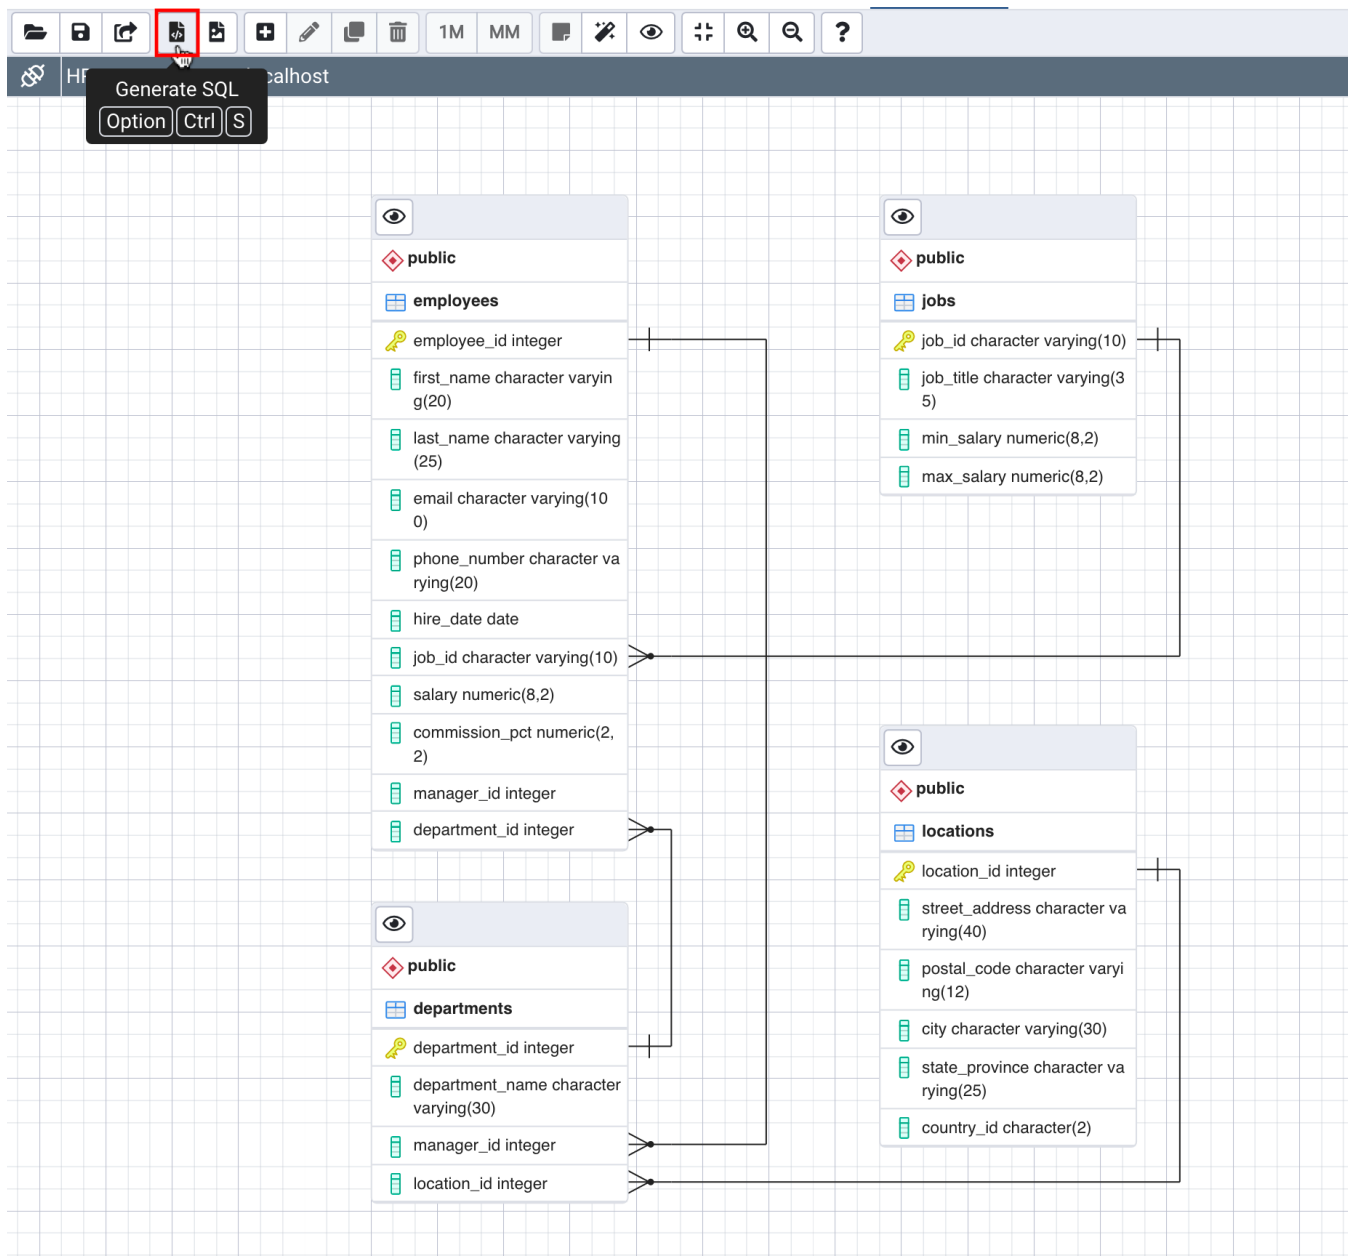 1M MM ?
HR calhost
Generate SQL
Option Ctrl S
public
employees
employee_id integer
first_name character varyin
g(20)
last_name character varying
(25)
email character varying(10
0)
phone_number character va
rying(20)
hire_date date
job_id character varying(10)
salary numeric(8,2)
commission_pct numeric(2,
2)
manager_id integer
department_id integer
public
departments
department_id integer
department_name character
varying(30)
manager_id integer
location_id integer
public
jobs
job_id character varying(10)
job_title character varying(3
5)
min_salary numeric(8,2)
max_salary numeric(8,2)
public
locations
location_id integer
street_address character va
rying(40)
postal_code character varyi
ng(12)
city character varying(30)
state_province character va
rying(25)
country_id character(2)